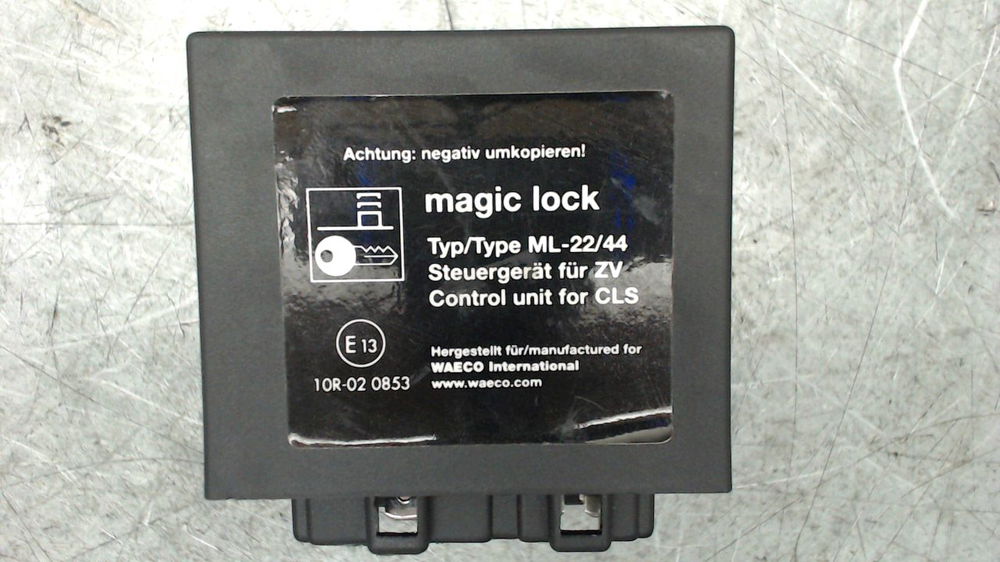 Achtung: negativ umkopieren!
magic lock
Typ/Type ML-22/44
Steuergerät für ZV
Control unit for CLS
E 13
10R-02 0853
Hergestellt für/manufactured for
WAECO International
www.waeco.com